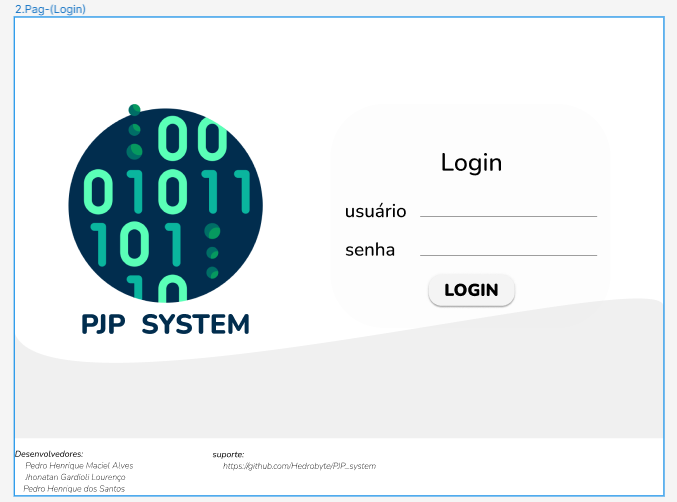 2.Pag-(Login)
00
01011
101
10
PJP SYSTEM
Login
usuário
senha
LOGIN
Desenvolvedores:
Pedro Henrique Maciel Alves
Jhonatan Gardioli Lourenço
Pedro Henrique dos Santos
suporte:
https://github.com/Hedrobyte/PJP_system